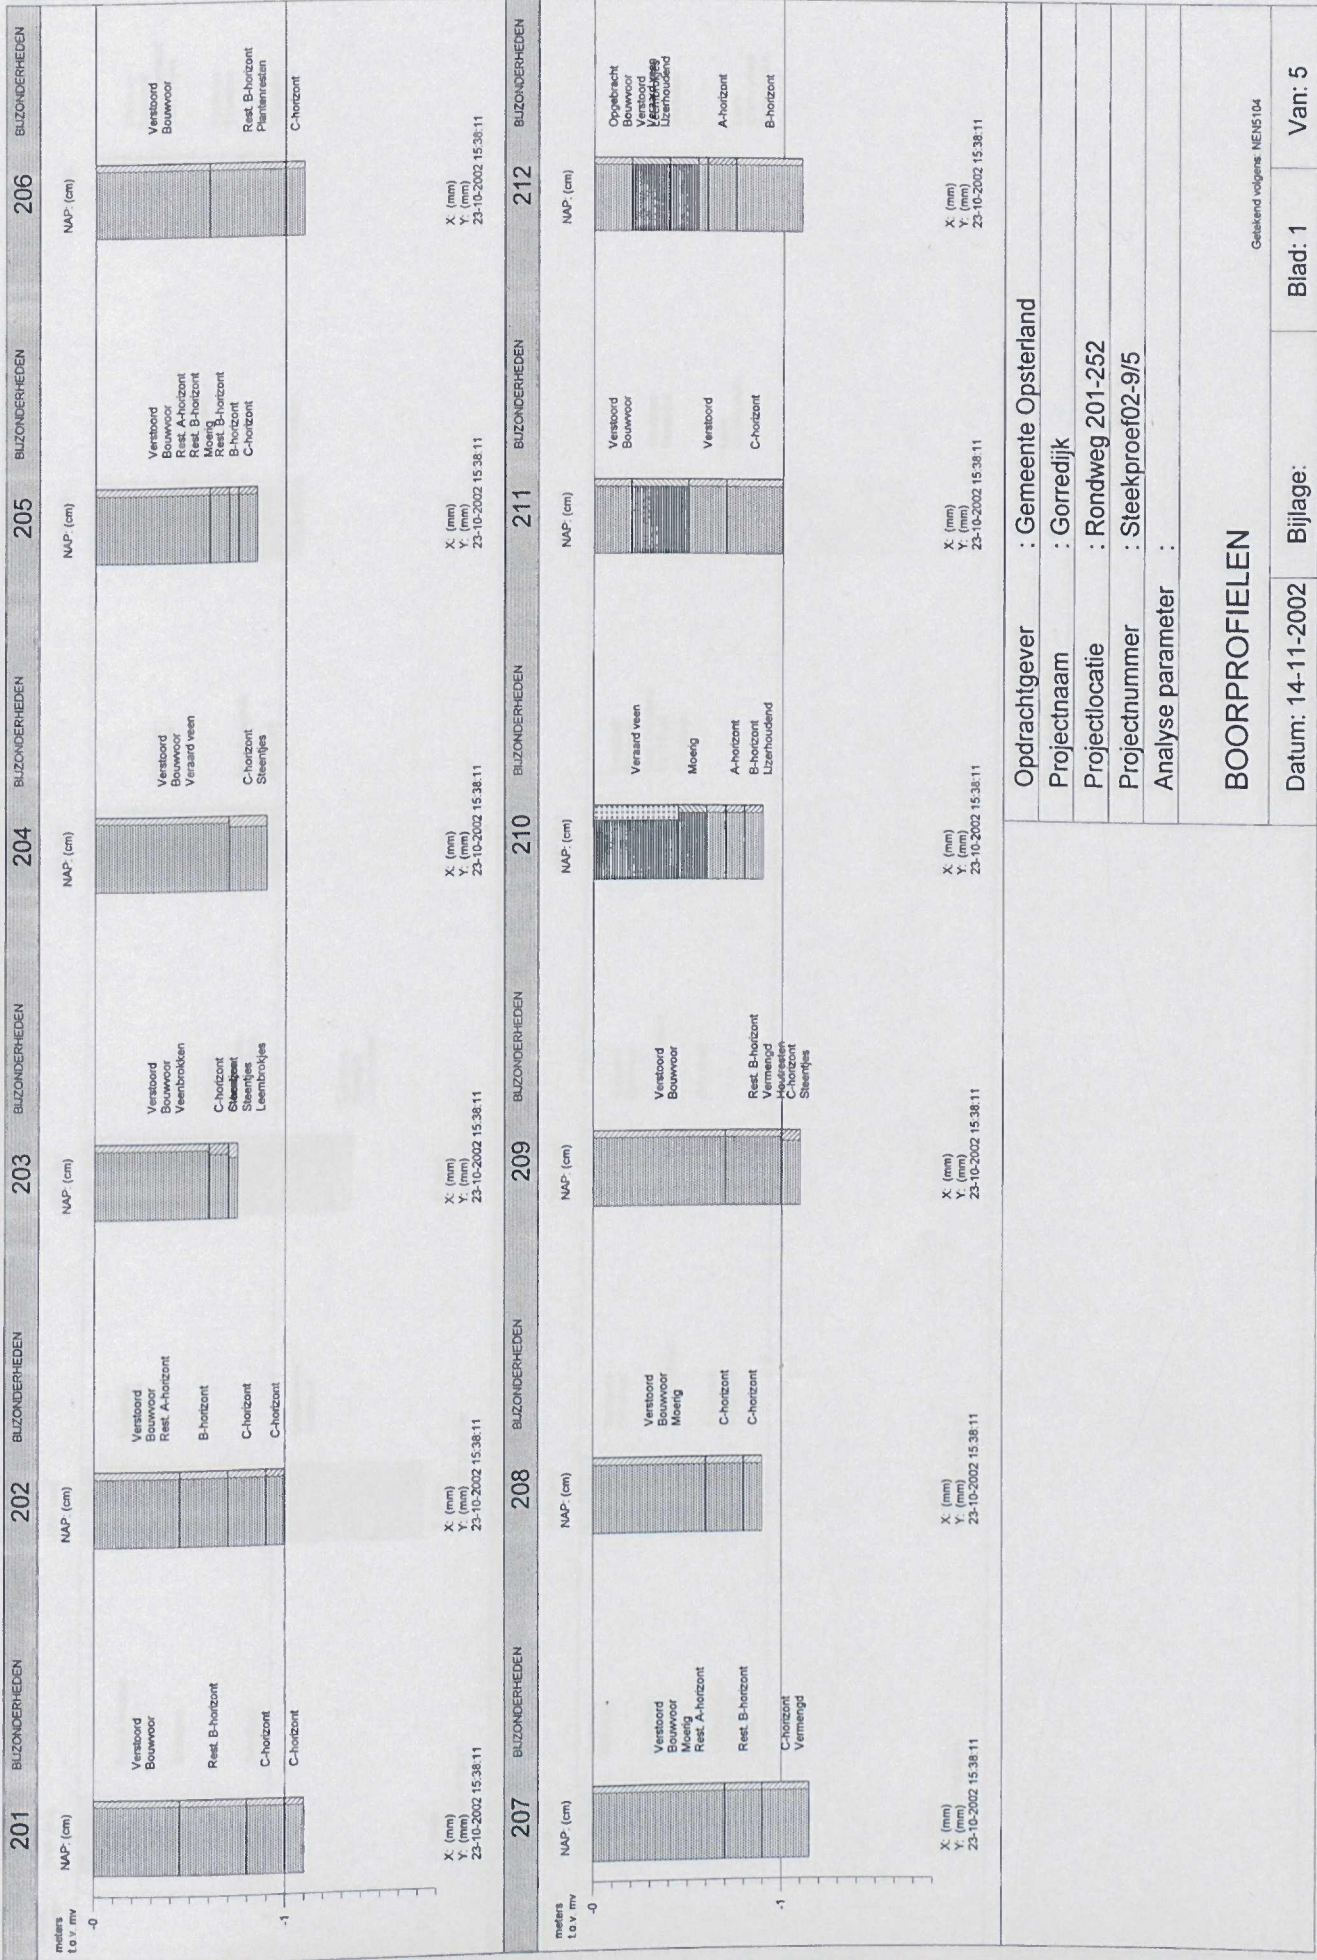 201 BIJZONDERHEDEN
202 BIJZONDERHEDEN
203 BIJZONDERHEDEN
204 BIJZONDERHEDEN
205 BIJZONDERHEDEN
206 BIJZONDERHEDEN
meters
t.o.v. mv
-0
-1
NAP: (cm)
Verstoord
Bouwvoor
Rest. B-horizont
C-horizont
C-horizont
X: (mm)
Y: (mm)
23-10-2002 15:38:11
NAP: (cm)
Verstoord
Bouwvoor
Rest. A-horizont
B-horizont
C-horizont
C-horizont
X: (mm)
Y: (mm)
23-10-2002 15:38:11
NAP: (cm)
Verstoord
Bouwvoor
Veenbrokken
C-horizont
Steentjes
Leembrokjes
X: (mm)
Y: (mm)
23-10-2002 15:38:11
NAP: (cm)
Verstoord
Bouwvoor
Veraard veen
C-horizont
Steentjes
X: (mm)
Y: (mm)
23-10-2002 15:38:11
NAP: (cm)
Verstoord
Bouwvoor
Rest. A-horizont
Rest. B-horizont
Moerig
Rest. B-horizont
B-horizont
C-horizont
X: (mm)
Y: (mm)
23-10-2002 15:38:11
NAP: (cm)
Verstoord
Bouwvoor
Rest. B-horizont
Plantenresten
C-horizont
X: (mm)
Y: (mm)
23-10-2002 15:38:11
207 BIJZONDERHEDEN
208 BIJZONDERHEDEN
209 BIJZONDERHEDEN
210 BIJZONDERHEDEN
211 BIJZONDERHEDEN
212 BIJZONDERHEDEN
meters
t.o.v. mv
-0
-1
NAP: (cm)
Verstoord
Bouwvoor
Moerig
Rest. A-horizont
Rest. B-horizont
C-horizont
Vermengd
X: (mm)
Y: (mm)
23-10-2002 15:38:11
NAP: (cm)
Verstoord
Bouwvoor
Moerig
C-horizont
C-horizont
X: (mm)
Y: (mm)
23-10-2002 15:38:11
NAP: (cm)
Verstoord
Bouwvoor
Rest. B-horizont
Vermengd
Houtresten
C-horizont
Steentjes
X: (mm)
Y: (mm)
23-10-2002 15:38:11
NAP: (cm)
Veraard veen
Moerig
A-horizont
B-horizont
IJzerhoudend
X: (mm)
Y: (mm)
23-10-2002 15:38:11
NAP: (cm)
Verstoord
Bouwvoor
Verstoord
C-horizont
X: (mm)
Y: (mm)
23-10-2002 15:38:11
NAP: (cm)
Opgebracht
Bouwvoor
Verstoord
IJzerhoudend
A-horizont
B-horizont
X: (mm)
Y: (mm)
23-10-2002 15:38:11
Opdrachtgever : Gemeente Opsterland
Projectnaam : Gorredijk
Projectlocatie : Rondweg 201-252
Projectnummer : Steekproef02-9/5
Analyse parameter :
BOORPROFIELEN
Getekend volgens: NEN5104
Datum: 14-11-2002 Bijlage: Blad: 1 Van: 5